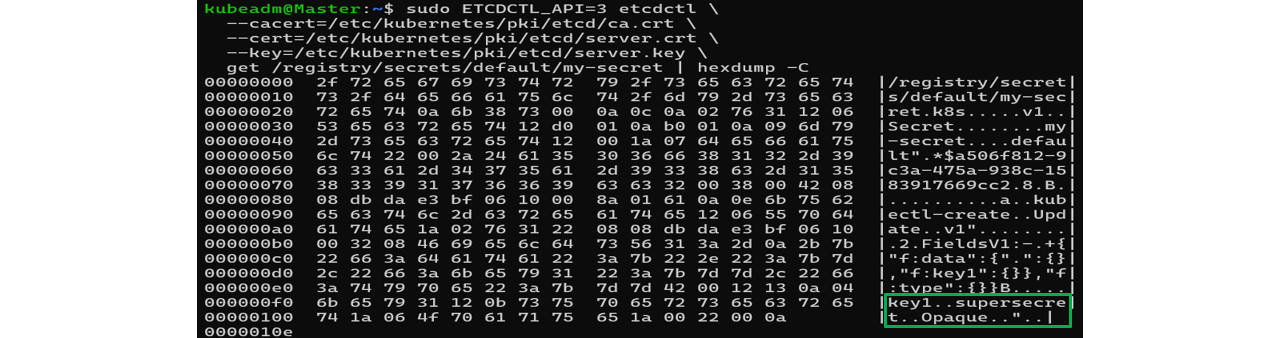 kubeadm@Master:~$ sudo ETCDCTL_API=3 etcdctl \
  --cacert=/etc/kubernetes/pki/etcd/ca.crt \
  --cert=/etc/kubernetes/pki/etcd/server.crt \
  --key=/etc/kubernetes/pki/etcd/server.key \
  get /registry/secrets/default/my-secret | hexdump -C
00000000  2f 72 65 67 69 73 74 72  79 2f 73 65 63 72 65 74  |/registry/secret|
00000010  73 2f 64 65 66 61 75 6c  74 2f 6d 79 2d 73 65 63  |s/default/my-sec|
00000020  72 65 74 0a 6b 38 73 00  0a 0c 0a 02 76 31 12 06  |ret.k8s.....v1..|
00000030  53 65 63 72 65 74 12 d0  01 0a b0 01 0a 09 6d 79  |Secret........my|
00000040  2d 73 65 63 72 65 74 12  00 1a 07 64 65 66 61 75  |-secret....defau|
00000050  6c 74 22 00 2a 24 61 35  30 36 66 38 31 32 2d 39  |lt".*$a506f812-9|
00000060  63 33 61 2d 34 37 35 61  2d 39 33 38 63 2d 31 35  |c3a-475a-938c-15|
00000070  38 33 39 31 37 36 36 39  63 63 32 00 38 00 42 08  |83917669cc2.8.B.|
00000080  08 db da e3 bf 06 10 00  8a 01 61 0a 0e 6b 75 62  |..........a..kub|
00000090  65 63 74 6c 2d 63 72 65  61 74 65 12 06 55 70 64  |ectl-create..Upd|
000000a0  61 74 65 1a 02 76 31 22  08 08 db da e3 bf 06 10  |ate..v1"........|
000000b0  00 32 08 46 69 65 6c 64  73 56 31 3a 2d 0a 2b 7b  |.2.FieldsV1:-.+{|
000000c0  22 66 3a 64 61 74 61 22  3a 7b 22 2e 22 3a 7b 7d  |"f:data":{".":{}|
000000d0  2c 22 66 3a 6b 65 79 31  22 3a 7b 7d 7d 2c 22 66  |,"f:key1":{}},"f|
000000e0  3a 74 79 70 65 22 3a 7b  7d 7d 42 00 12 13 0a 04  |:type":{}}B.....|
000000f0  6b 65 79 31 12 0b 73 75  70 65 72 73 65 63 72 65  |key1..supersecre|
00000100  74 1a 06 4f 70 61 71 75  65 1a 00 22 00 0a        |t..Opaque.."..|
0000010e